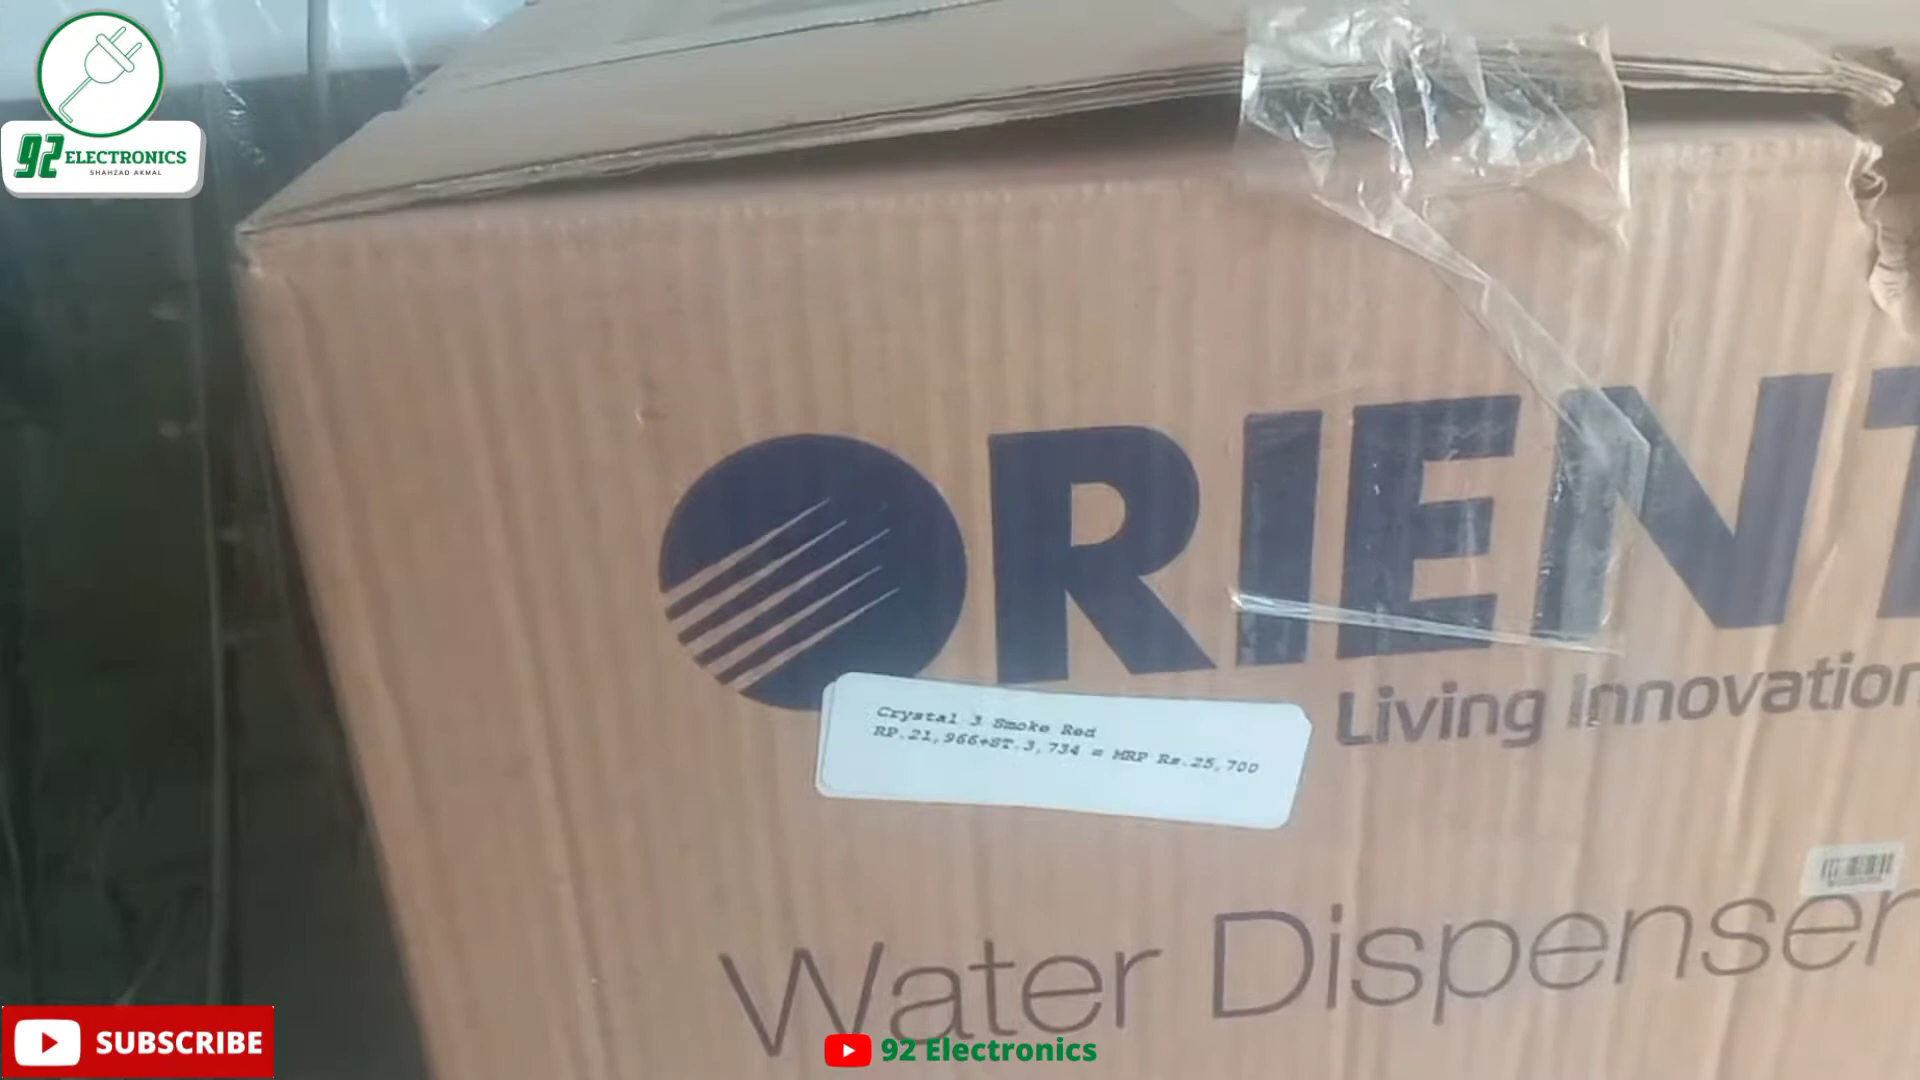 92 ELECTRONICS
SHAHZAD AKMAL
ORIENT
Living Innovation
Crystal 3 Smoke Red
RP.21,966+ST.3,734 = MRP Rs.25,700
Water Dispenser
SUBSCRIBE
92 Electronics